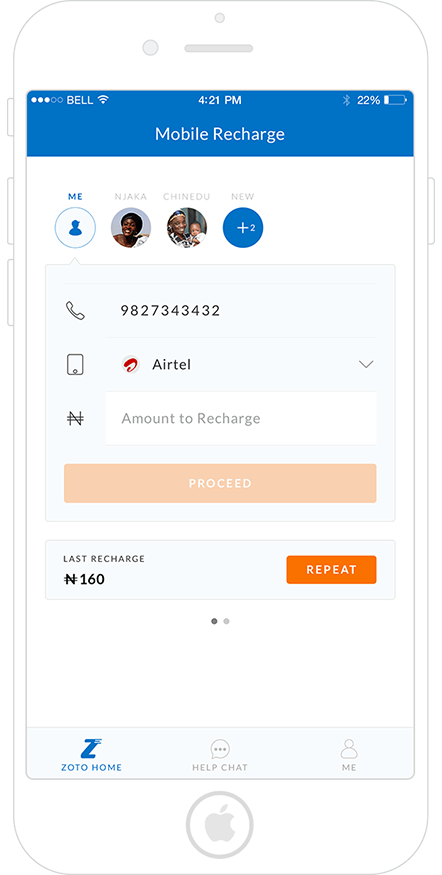 BELL 4:21 PM 22%
Mobile Recharge
ME NJAKA CHINEDU NEW
+2
9827343432
Airtel
₦ Amount to Recharge
PROCEED
LAST RECHARGE
₦160
REPEAT
ZOTO HOME HELP CHAT ME